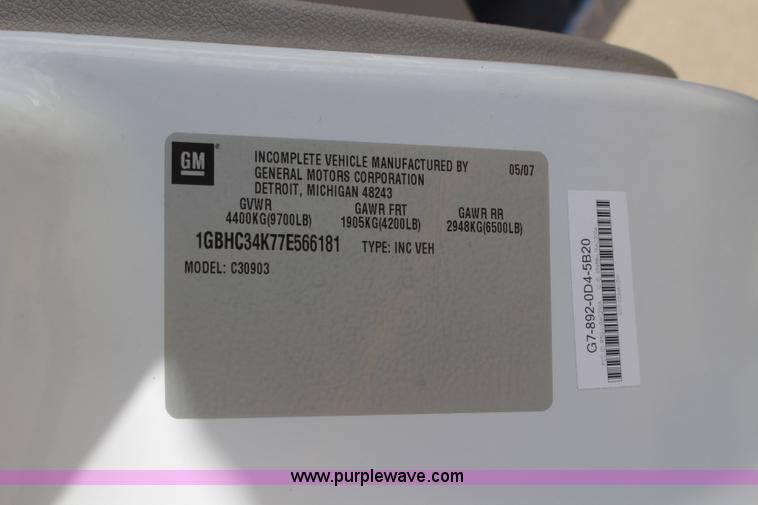 GM
INCOMPLETE VEHICLE MANUFACTURED BY 05/07
GENERAL MOTORS CORPORATION
DETROIT, MICHIGAN 48243
GVWR GAWR FRT GAWR RR
4400KG(9700LB) 1905KG(4200LB) 2948KG(6500LB)
1GBHC34K77E566181 TYPE: INC VEH
MODEL: C30903
G7-892-0D4-5B20
www.purplewave.com